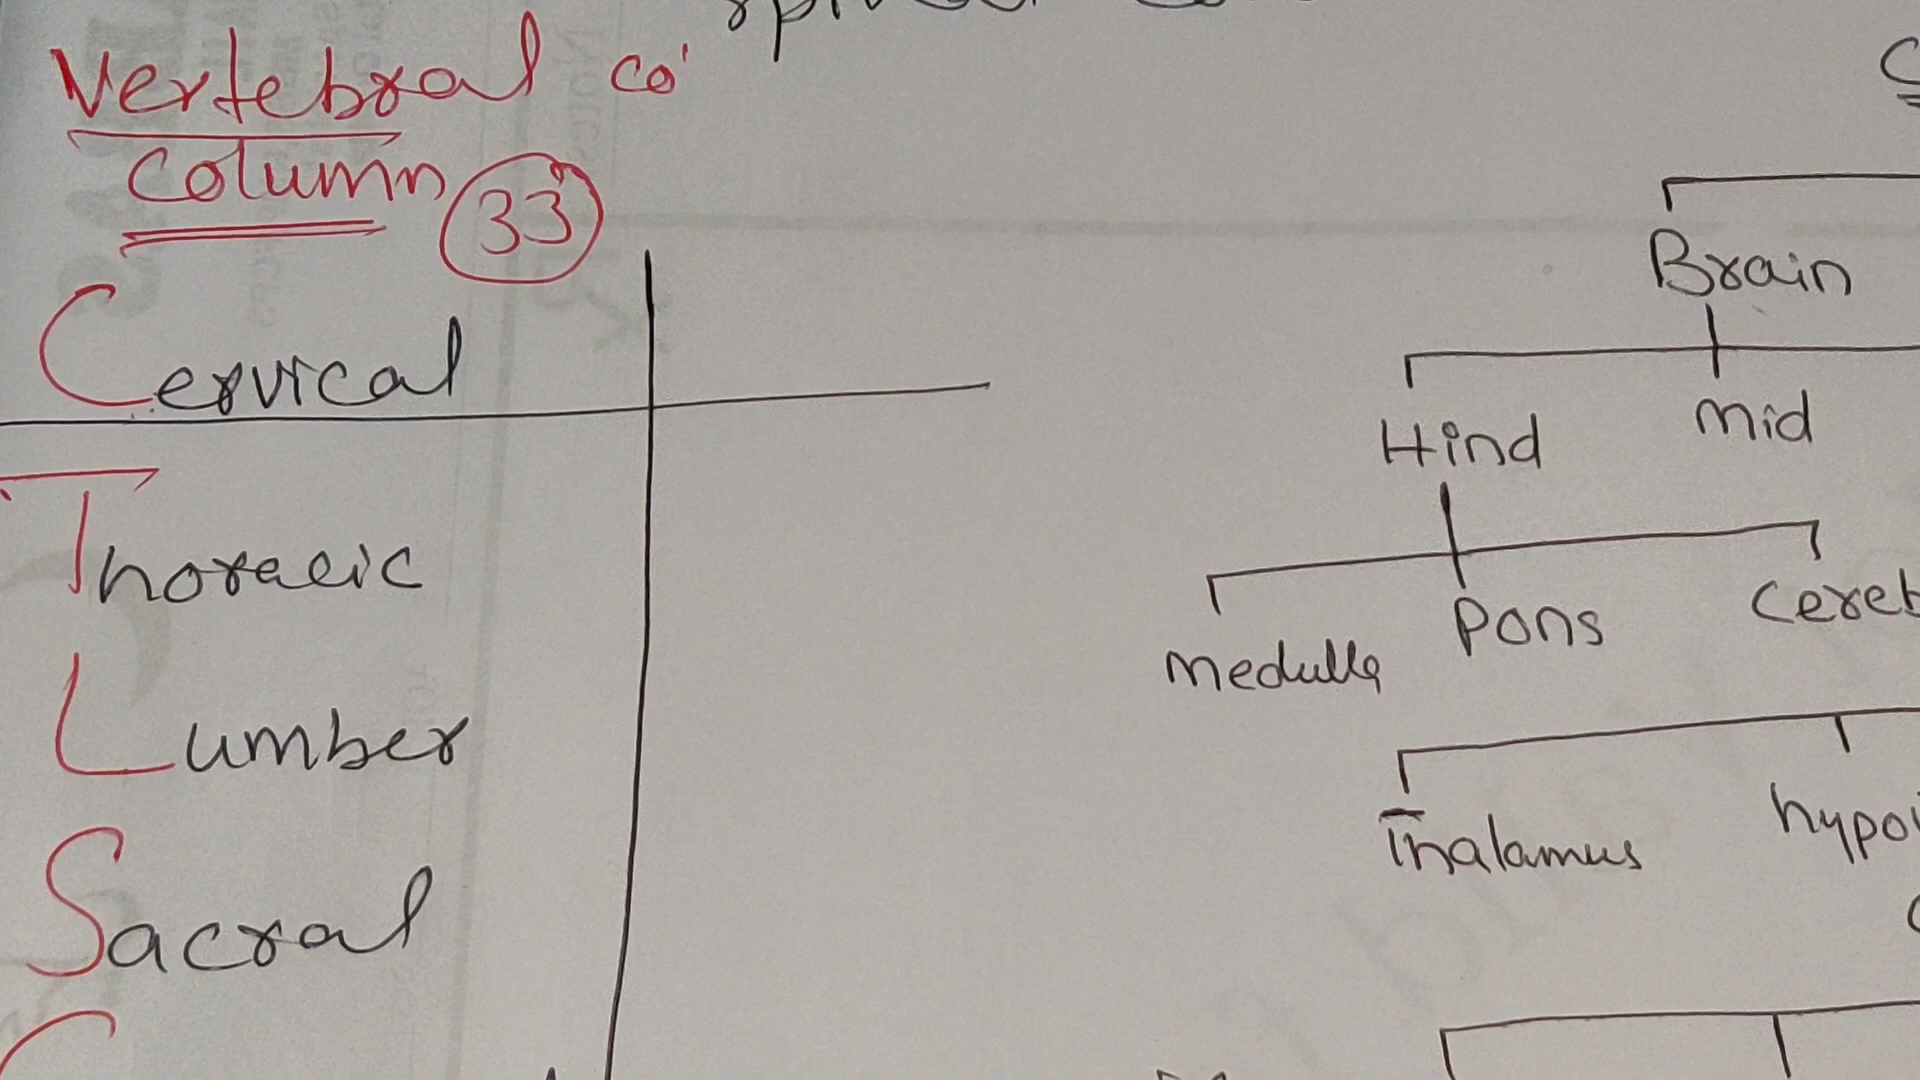 Vertebral co
column 33
Cervical
Thoracic
Lumber
Sacral
Brain
Hind
mid
medulla
Pons
Thalamus